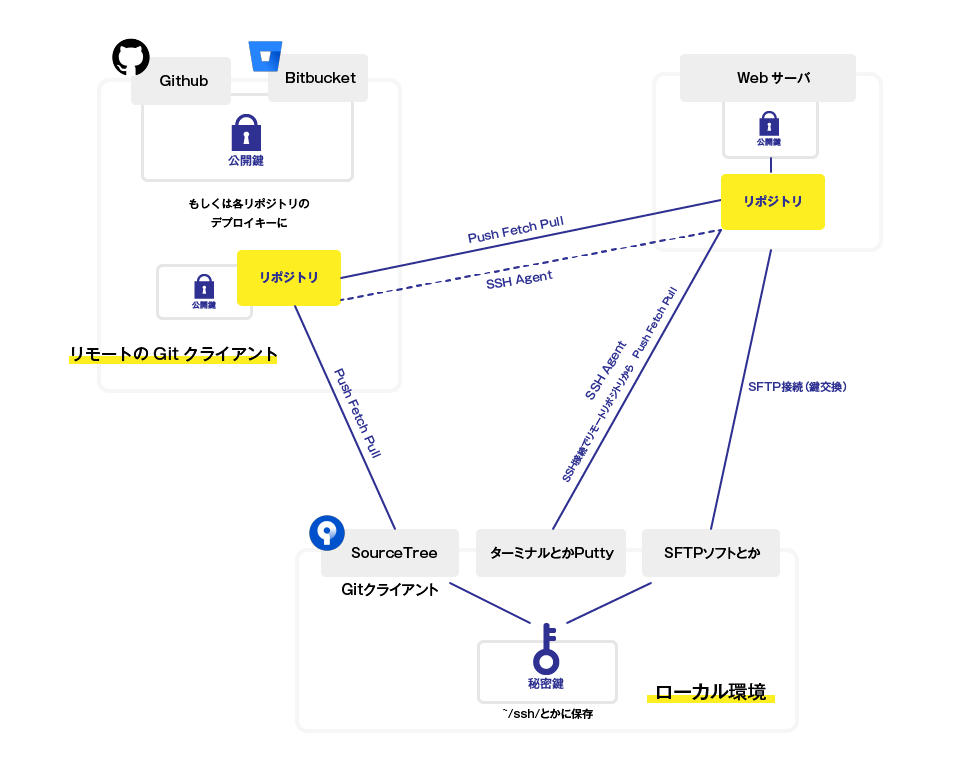 Github
Bitbucket
公開鍵
もしくは各リポジトリの
デプロイキーに
リポジトリ
公開鍵
リモートの Git クライアント
Web サーバ
公開鍵
リポジトリ
Push Fetch Pull
SSH Agent
Push Fetch Pull
SSH Agent
SSH接続でリモートリポジトリから Push Fetch Pull
SFTP接続（鍵交換）
SourceTree
Gitクライアント
ターミナルとかPutty
SFTPソフトとか
秘密鍵
~/ssh/とかに保存
ローカル環境